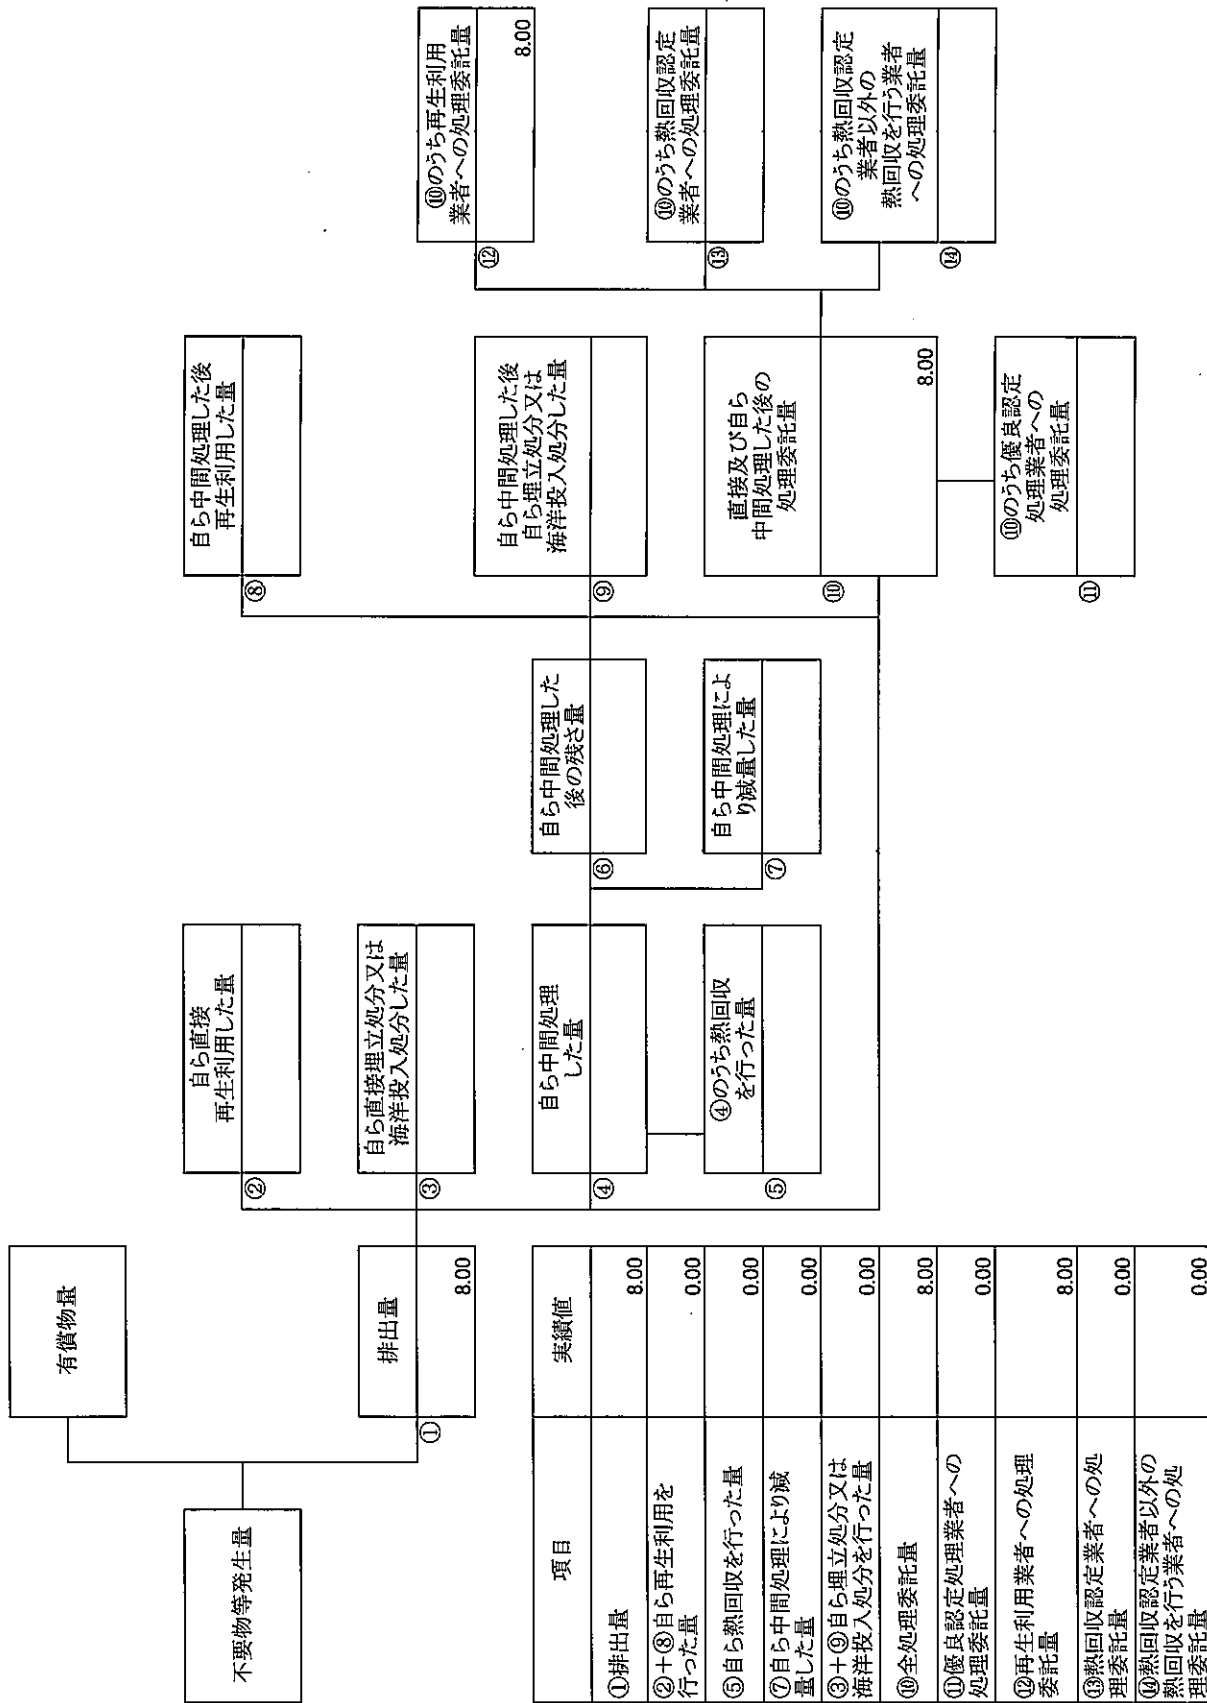 不要物等発生量
有償物量
排出量
①
8.00
自ら直接
再生利用した量
②
自ら直接埋立処分又は
海洋投入処分した量
③
自ら中間処理
した量
④
④のうち熱回収
を行った量
⑤
自ら中間処理した
後の残さ量
⑥
自ら中間処理によ
り減量した量
⑦
自ら中間処理した後
再生利用した量
⑧
自ら中間処理した後
自ら埋立処分又は
海洋投入処分した量
⑨
直接及び自ら
中間処理した後の
処理委託量
⑩
8.00
⑩のうち優良認定
処理業者への
処理委託量
⑪
⑩のうち再生利用
業者への処理委託量
⑫
8.00
⑩のうち熱回収認定
業者への処理委託量
⑬
⑩のうち熱回収認定
業者以外の
熱回収を行う業者
への処理委託量
⑭
項目 実績値
①排出量 8.00
②+⑧自ら再生利用を
行った量 0.00
⑤自ら熱回収を行った量 0.00
⑦自ら中間処理により減
量した量 0.00
③+⑨自ら埋立処分又は
海洋投入処分を行った量 0.00
⑩全処理委託量 8.00
⑪優良認定処理業者への
処理委託量 0.00
⑫再生利用業者への処理
委託量 8.00
⑬熱回収認定業者への処
理委託量 0.00
⑭熱回収認定業者以外の
熱回収を行う業者への処
理委託量 0.00